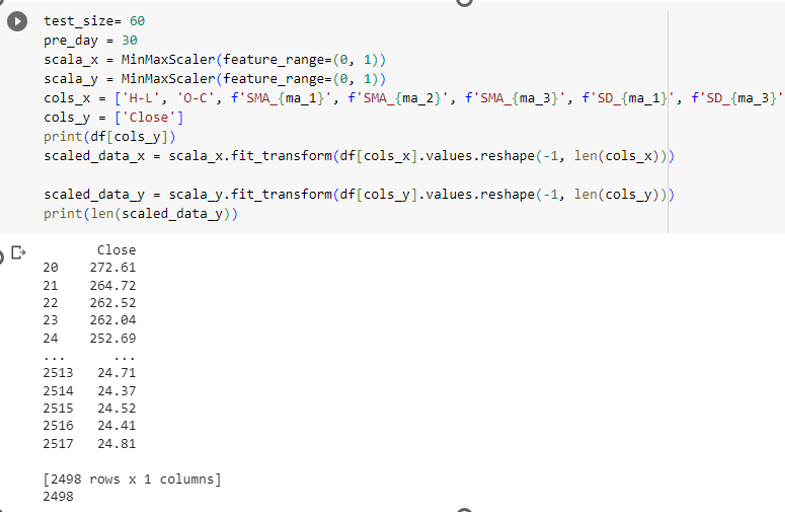 test_size= 60
pre_day = 30
scala_x = MinMaxScaler(feature_range=(0, 1))
scala_y = MinMaxScaler(feature_range=(0, 1))
cols_x = ['H-L', 'O-C', f'SMA_{ma_1}', f'SMA_{ma_2}', f'SMA_{ma_3}', f'SD_{ma_1}', f'SD_{ma_3}'
cols_y = ['Close']
print(df[cols_y])
scaled_data_x = scala_x.fit_transform(df[cols_x].values.reshape(-1, len(cols_x)))
scaled_data_y = scala_y.fit_transform(df[cols_y].values.reshape(-1, len(cols_y)))
print(len(scaled_data_y))
Close
20 272.61
21 264.72
22 262.52
23 262.04
24 252.69
... ...
2513 24.71
2514 24.37
2515 24.52
2516 24.41
2517 24.81
[2498 rows x 1 columns]
2498